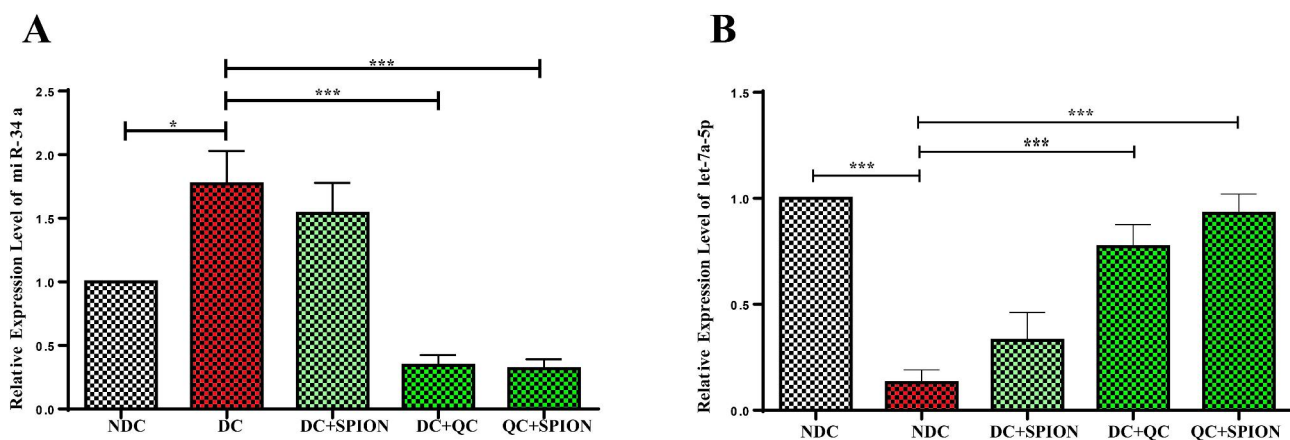 A
Relative Expression Level of mi R-34 a
2.5
2.0
1.5
1.0
0.5
0.0
***
***
*
NDC DC DC+SPION DC+QC QC+SPION
B
Relative Expression Level of let-7a-5p
1.5
1.0
0.5
0.0
***
***
***
NDC NDC DC+SPION DC+QC QC+SPION